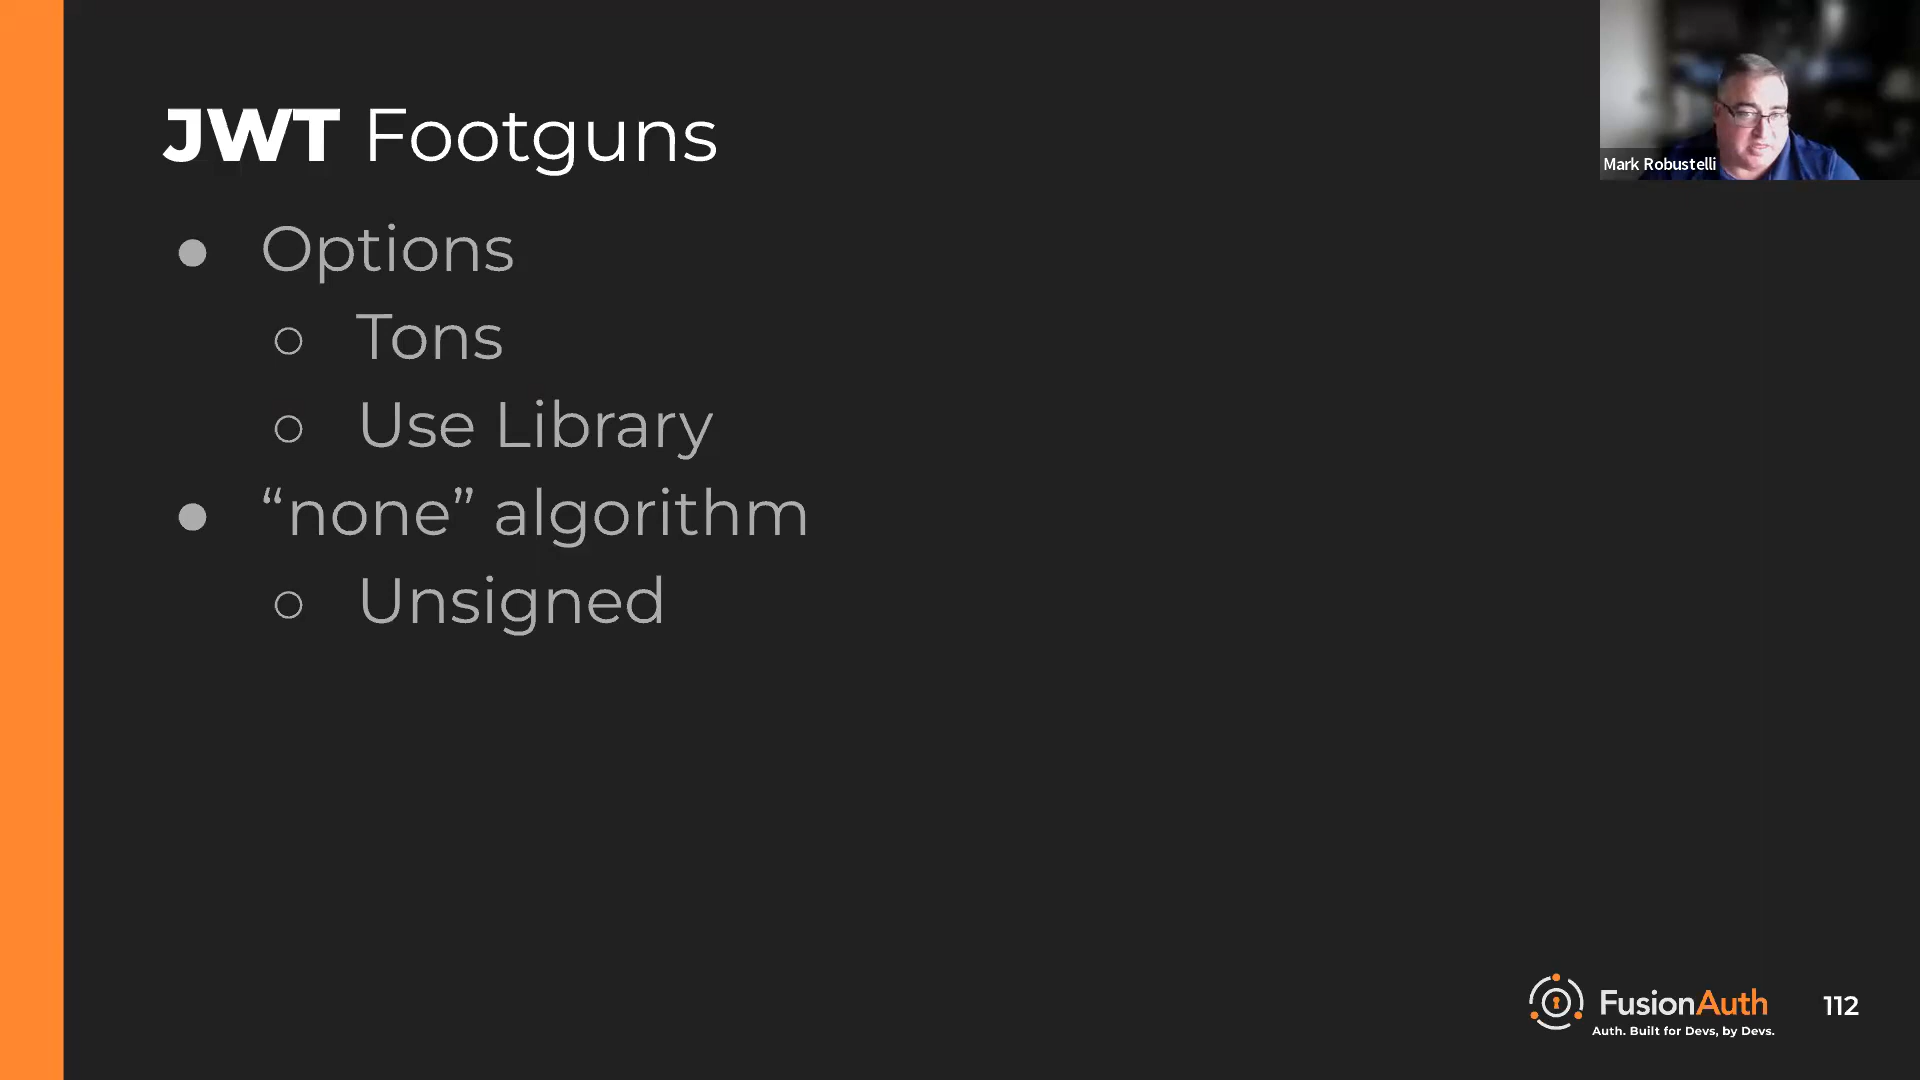 JWT Footguns
Mark Robustelli
● Options
○ Tons
○ Use Library
● “none” algorithm
○ Unsigned
FusionAuth
Auth. Built for Devs, by Devs.
112